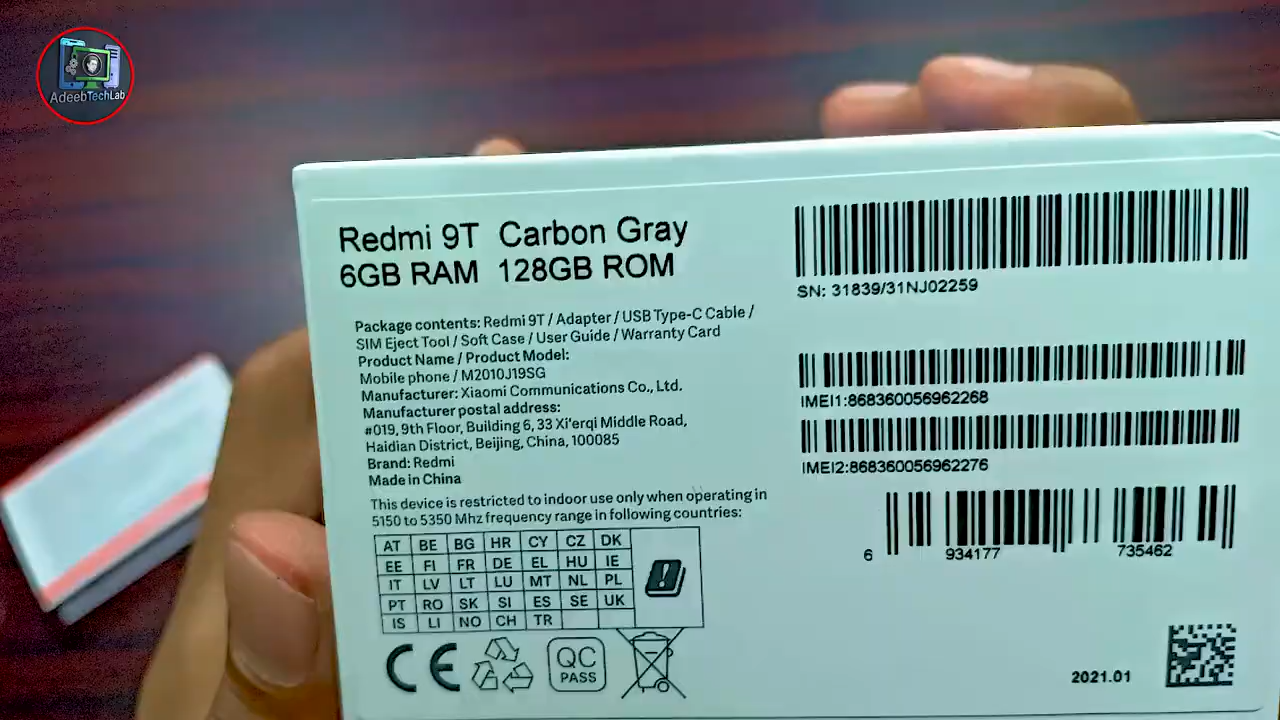 AdeebTechLab
Redmi 9T Carbon Gray
6GB RAM 128GB ROM
Package contents: Redmi 9T / Adapter / USB Type-C Cable /
SIM Eject Tool / Soft Case / User Guide / Warranty Card
Product Name / Product Model:
Mobile phone / M2010J19SG
Manufacturer: Xiaomi Communications Co., Ltd.
Manufacturer postal address:
#019, 9th Floor, Building 6, 33 Xi'erqi Middle Road,
Haidian District, Beijing, China, 100085
Brand: Redmi
Made in China
This device is restricted to indoor use only when operating in
5150 to 5350 Mhz frequency range in following countries:
AT BE BG HR CY CZ DK
EE FI FR DE EL HU IE
IT LV LT LU MT NL PL
PT RO SK SI ES SE UK
IS LI NO CH TR
CE
QC
PASS
SN: 31839/31NJ02259
IMEI1:868360056962268
IMEI2:868360056962276
6 934177 735462
2021.01